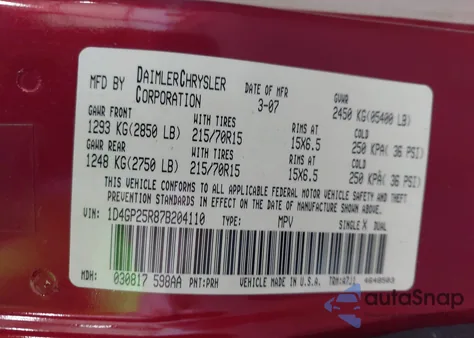 MFD BY DAIMLERCHRYSLER CORPORATION DATE OF MFR 3-07 GVWR 2450 KG(05400 LB)
GAWR FRONT WITH TIRES RIMS AT COLD
1293 KG(2850 LB) 215/70R15 15X6.5 250 KPA( 36 PSI)
GAWR REAR WITH TIRES RIMS AT COLD
1248 KG(2750 LB) 215/70R15 15X6.5 250 KPA( 36 PSI)
THIS VEHICLE CONFORMS TO ALL APPLICABLE FEDERAL MOTOR VEHICLE SAFETY AND THEFT
PREVENTION STANDARDS IN EFFECT ON THE DATE OF MANUFACTURE SHOWN ABOVE.
VIN: 1D4GP25R87B204110 TYPE: MPV SINGLE X DUAL
MDH: 030817 598AA PNT:PRH VEHICLE MADE IN U.S.A. TRM:A7J1
autoSnap